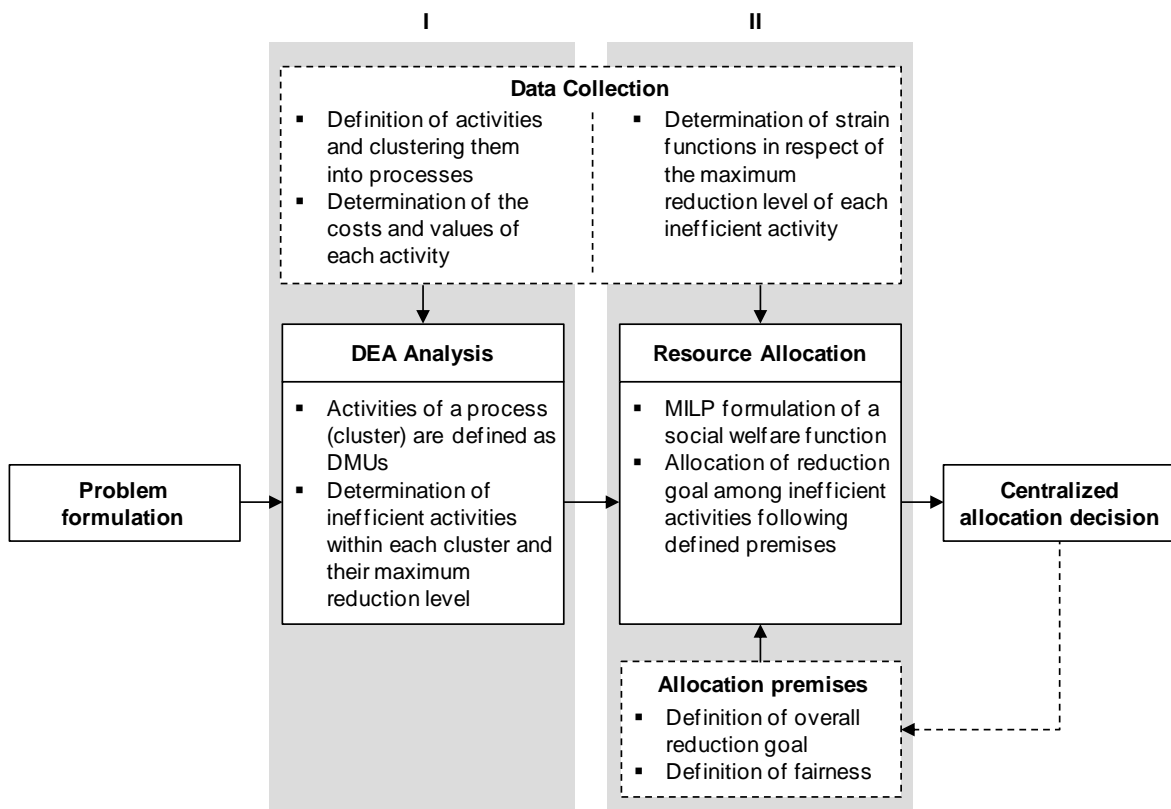 I
II
Data Collection
▪ Definition of activities
and clustering them
into processes
▪ Determination of the
costs and values of
each activity
▪ Determination of strain
functions in respect of
the maximum
reduction level of each
inefficient activity
DEA Analysis
▪ Activities of a process
(cluster) are defined as
DMUs
▪ Determination of
inefficient activities
within each cluster and
their maximum
reduction level
Resource Allocation
▪ MILP formulation of a
social welfare function
▪ Allocation of reduction
goal among inefficient
activities following
defined premises
Problem
formulation
Centralized
allocation decision
Allocation premises
▪ Definition of overall
reduction goal
▪ Definition of fairness